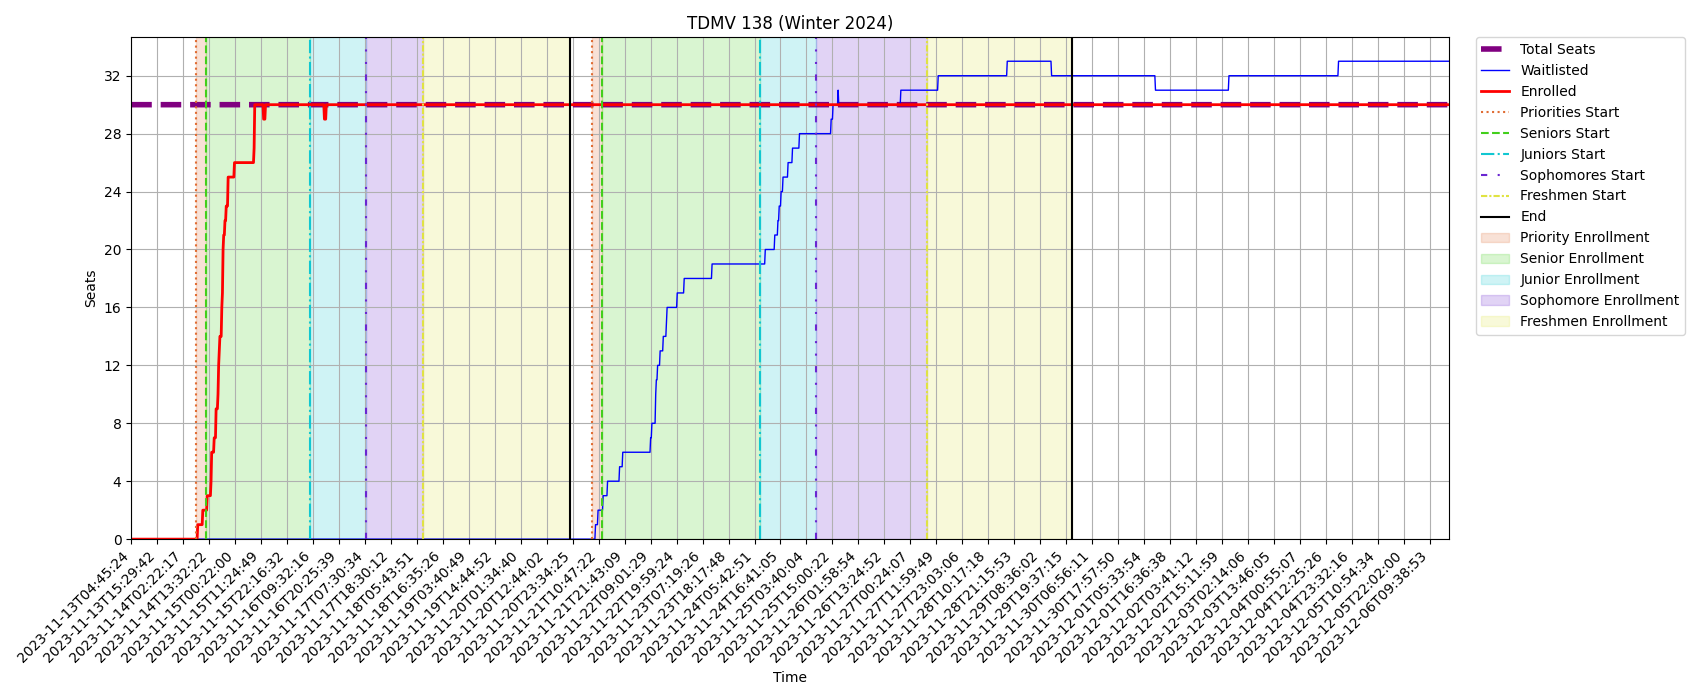 TDMV 138 (Winter 2024)
Seats
32
28
24
20
16
12
8
4
0
2023-11-13T04:45:24
2023-11-13T15:29:42
2023-11-14T02:22:17
2023-11-14T13:32:22
2023-11-15T00:22:00
2023-11-15T11:24:49
2023-11-15T22:16:32
2023-11-16T09:32:16
2023-11-16T20:25:39
2023-11-17T07:30:34
2023-11-17T18:30:12
2023-11-18T05:43:51
2023-11-18T16:35:26
2023-11-19T03:40:49
2023-11-19T14:44:52
2023-11-20T01:34:40
2023-11-20T12:44:02
2023-11-20T23:34:25
2023-11-21T10:47:22
2023-11-21T21:43:09
2023-11-22T09:01:29
2023-11-22T19:59:24
2023-11-23T07:19:26
2023-11-23T18:17:48
2023-11-24T05:42:51
2023-11-24T16:41:05
2023-11-25T03:40:04
2023-11-25T15:00:22
2023-11-26T01:58:54
2023-11-26T13:24:52
2023-11-27T00:24:07
2023-11-27T11:59:49
2023-11-27T23:03:06
2023-11-28T10:17:18
2023-11-28T21:15:53
2023-11-29T08:36:02
2023-11-29T19:37:15
2023-11-30T06:56:11
2023-11-30T17:57:50
2023-12-01T05:33:54
2023-12-01T16:36:38
2023-12-02T03:41:12
2023-12-02T15:11:59
2023-12-03T02:14:06
2023-12-03T13:46:05
2023-12-04T00:55:07
2023-12-04T12:25:26
2023-12-04T23:32:16
2023-12-05T10:54:34
2023-12-05T22:02:00
2023-12-06T09:38:53
Time
Total Seats
Waitlisted
Enrolled
Priorities Start
Seniors Start
Juniors Start
Sophomores Start
Freshmen Start
End
Priority Enrollment
Senior Enrollment
Junior Enrollment
Sophomore Enrollment
Freshmen Enrollment